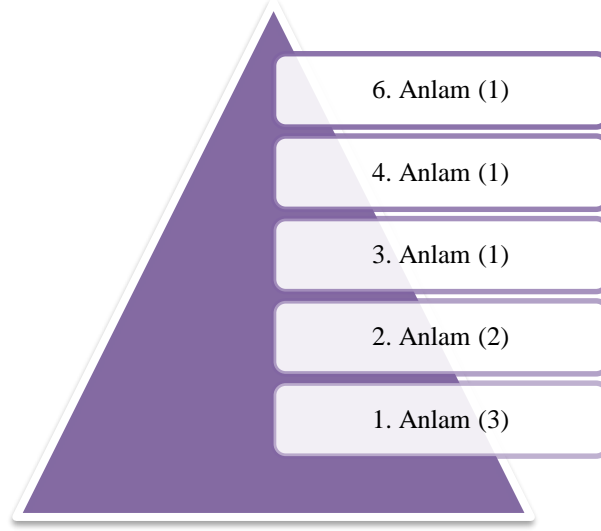 6. Anlam (1)
4. Anlam (1)
3. Anlam (1)
2. Anlam (2)
1. Anlam (3)